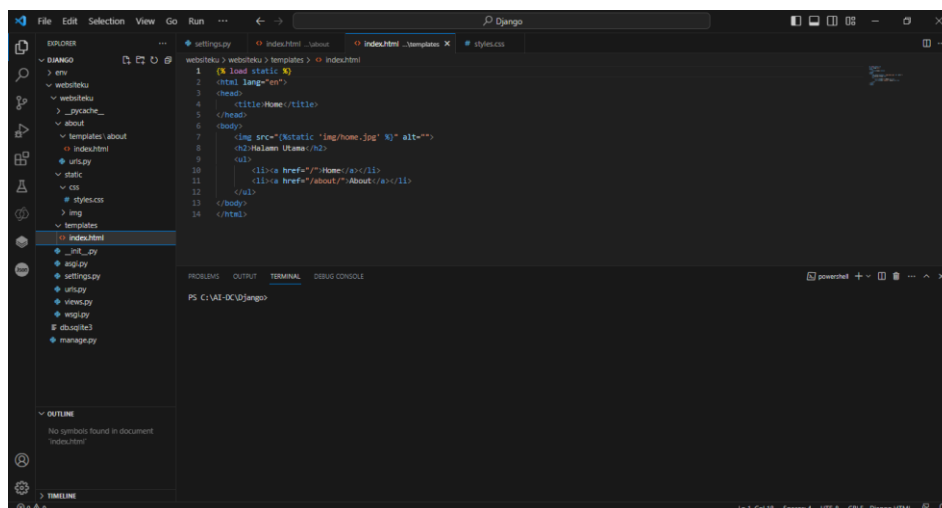 File Edit Selection View Go Run ··· Django
EXPLORER ···
DJANGO
env
websiteku
websiteku
__pycache__
about
templates \ about
index.html
urls.py
static
css
styles.css
img
templates
index.html
__init__.py
asgi.py
settings.py
urls.py
views.py
wsgi.py
db.sqlite3
manage.py
OUTLINE
No symbols found in document
'index.html'
TIMELINE
settings.py index.html ...\about index.html ...\templates styles.css
websiteku > websiteku > templates > index.html
1 {% load static %}
2 <html lang="en">
3 <head>
4 <title>Home</title>
5 </head>
6 <body>
7 <img src="{%static 'img/home.jpg' %}" alt="">
8 <h2>Halamn Utama</h2>
9 <ul>
10 <li><a href="/">Home</a></li>
11 <li><a href="/about/">About</a></li>
12 </ul>
13 </body>
14 </html>
PROBLEMS OUTPUT TERMINAL DEBUG CONSOLE powershell
PS C:\AI-DC\Django>